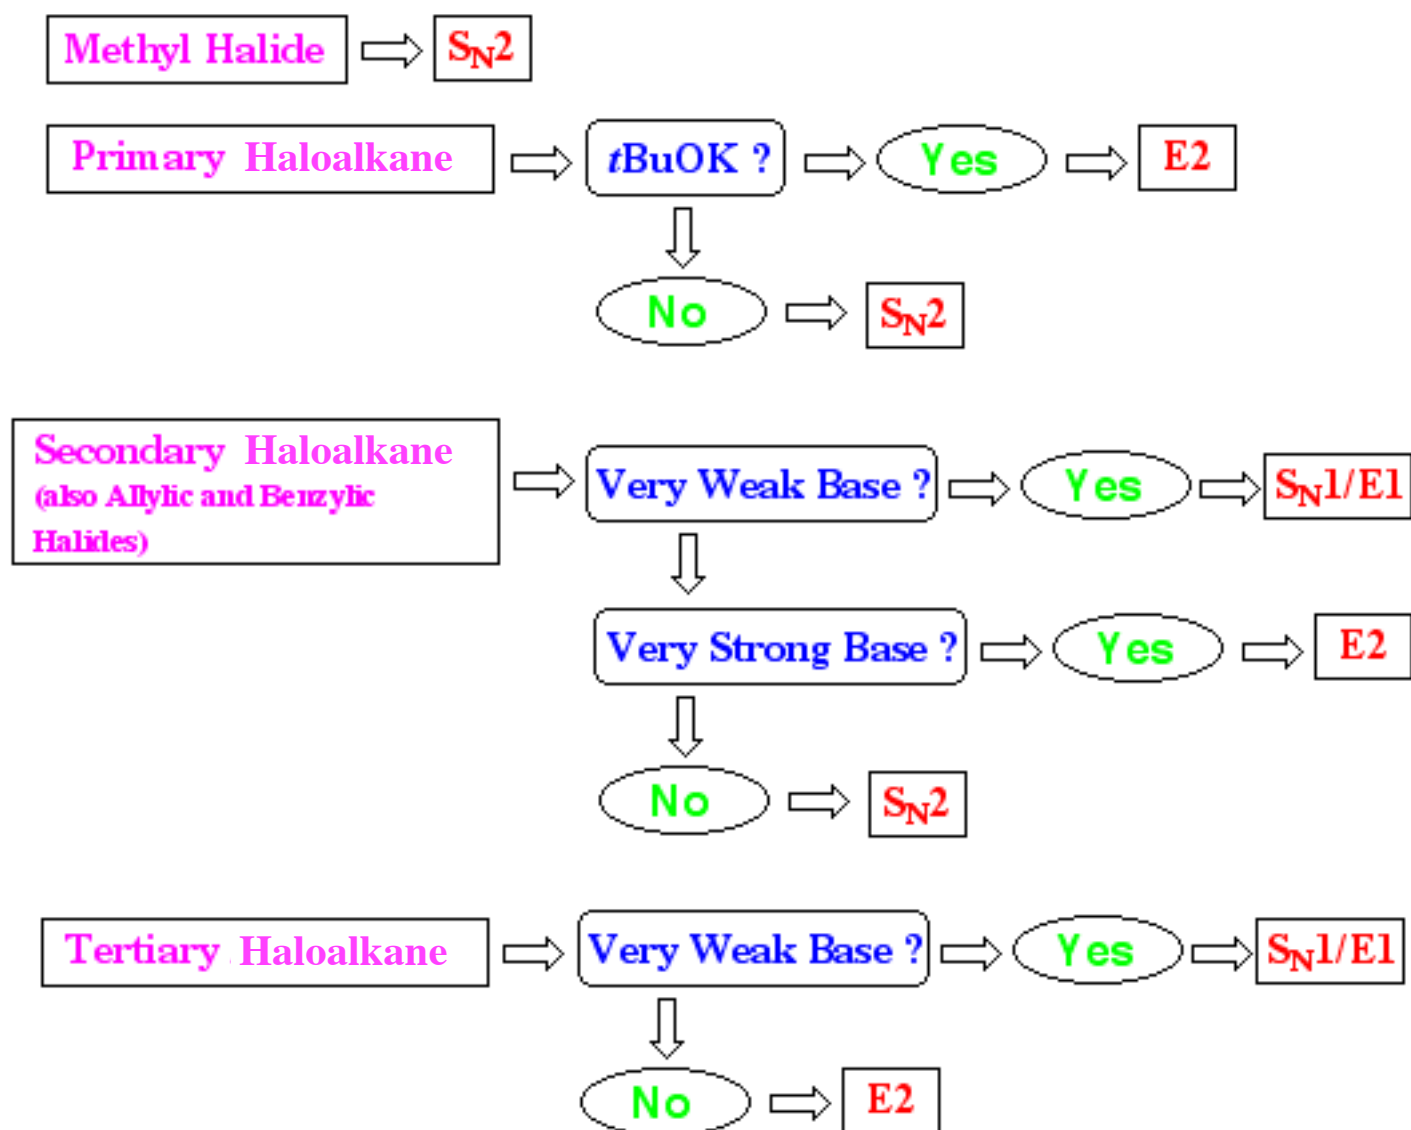 Methyl Halide
SN2
Primary Haloalkane
tBuOK ?
Yes
E2
No
SN2
Secondary Haloalkane
(also Allylic and Benzylic
Halides)
Very Weak Base ?
Yes
SN1/E1
Very Strong Base ?
Yes
E2
No
SN2
Tertiary Haloalkane
Very Weak Base ?
Yes
SN1/E1
No
E2